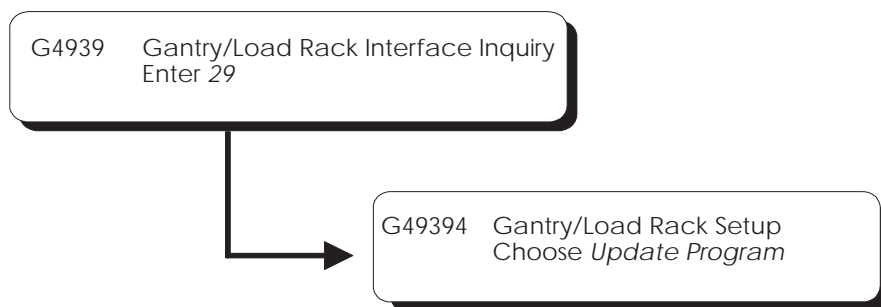 G4939 Gantry/Load Rack Interface Inquiry
Enter 29
G49394 Gantry/Load Rack Setup
Choose Update Program